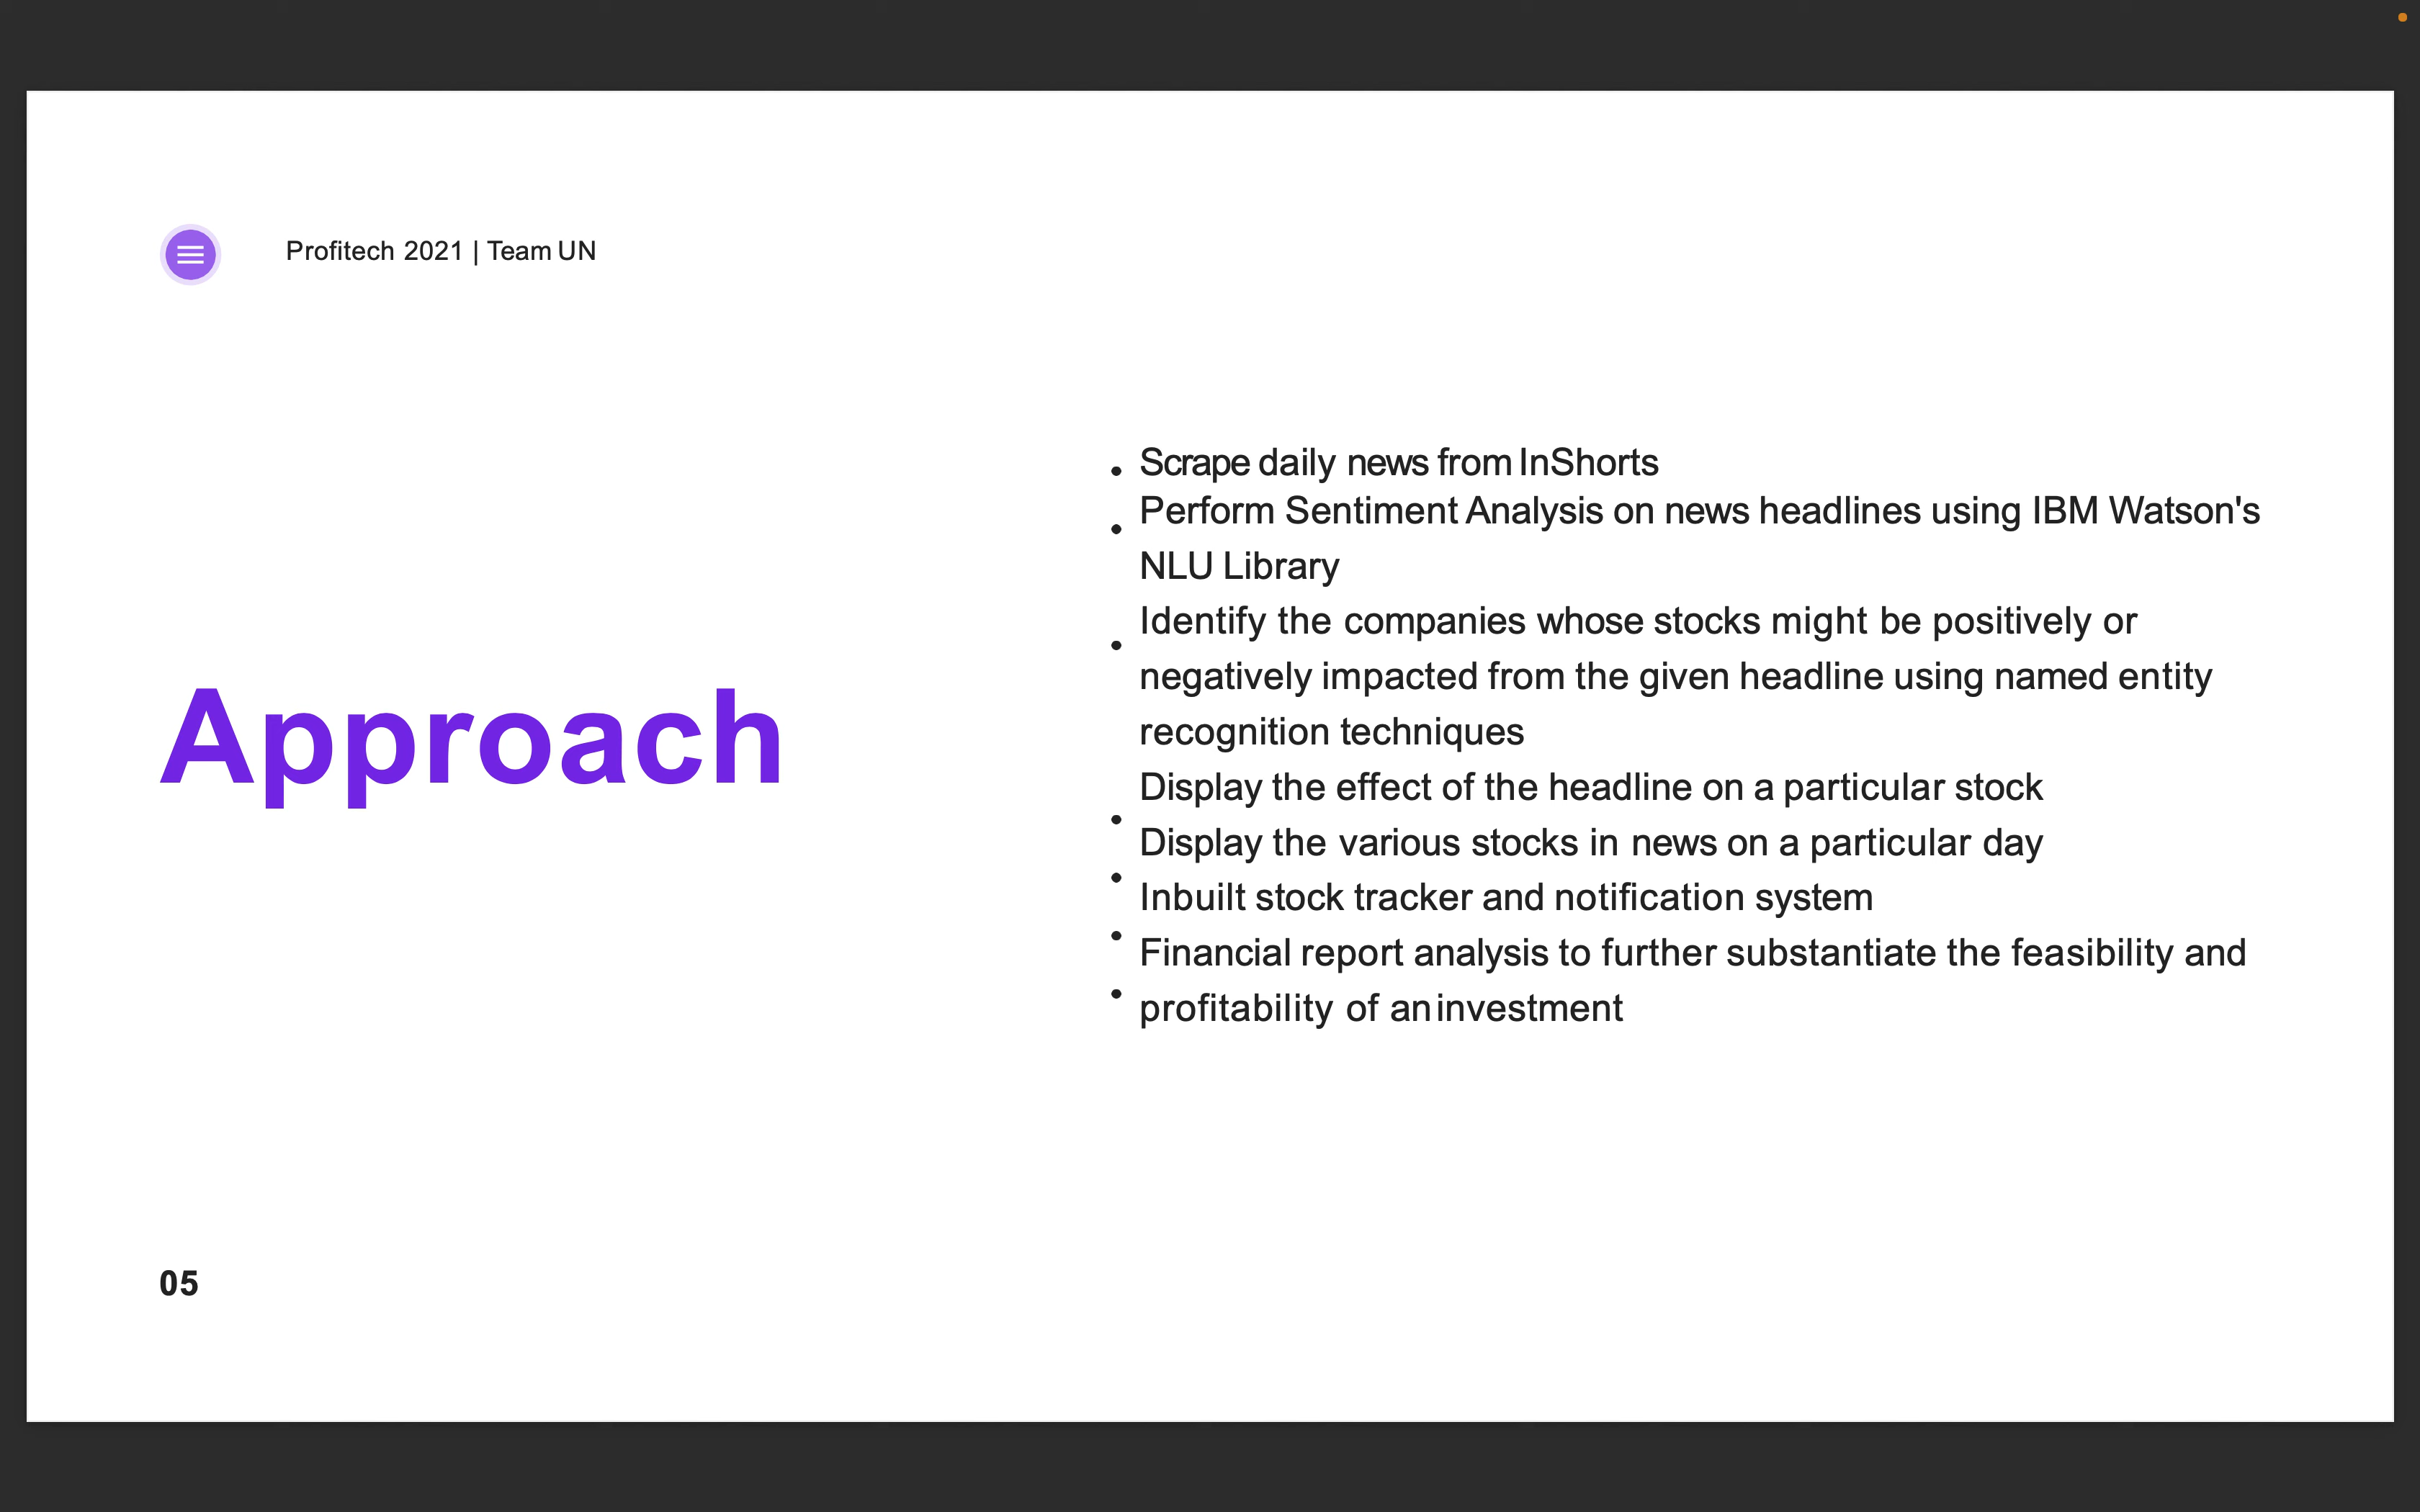 Profitech 2021 | Team UN
Approach
• Scrape daily news from InShorts
• Perform Sentiment Analysis on news headlines using IBM Watson's
NLU Library
• Identify the companies whose stocks might be positively or
negatively impacted from the given headline using named entity
recognition techniques
• Display the effect of the headline on a particular stock
• Display the various stocks in news on a particular day
• Inbuilt stock tracker and notification system
• Financial report analysis to further substantiate the feasibility and
profitability of an investment
05